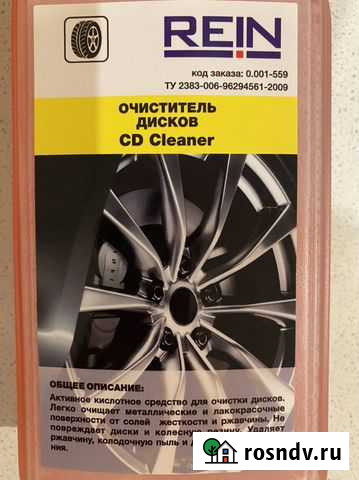 REIN
код заказа: 0.001-559
ТУ 2383-006-96294561-2009
ОЧИСТИТЕЛЬ
ДИСКОВ
CD Cleaner
ОБЩЕЕ ОПИСАНИЕ:
Активное кислотное средство для очистки дисков.
Легко очищает металлические и лакокрасочные
поверхности от солей жесткости и ржавчины, Не
повреждает диски и колесную резину. Удаляет
ржавчину, колодочную пыль и д
ния.
rosndv.ru